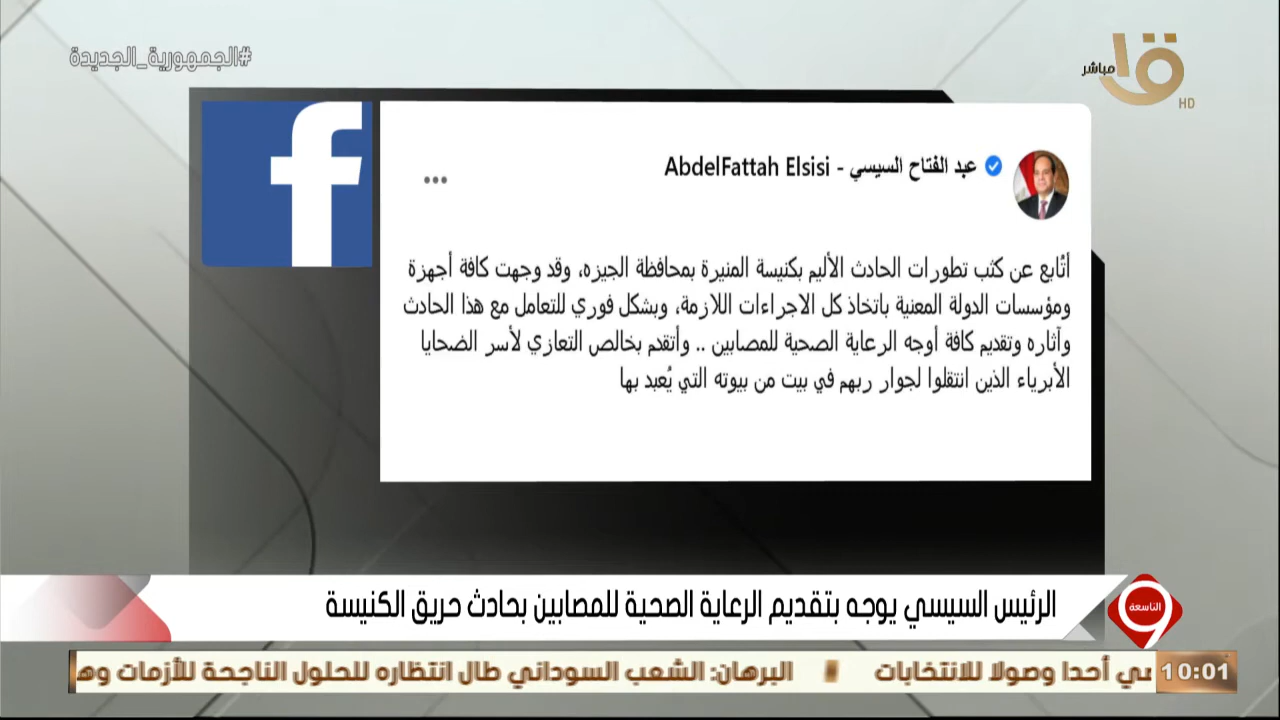 #الجمهورية_الجديدة
مباشر
HD
عبد الفتاح السيسي - AbdelFattah Elsisi
أتابع عن كثب تطورات الحادث الأليم بكنيسة المنيرة بمحافظة الجيزه، وقد وجهت كافة أجهزة
ومؤسسات الدولة المعنية باتخاذ كل الاجراءات اللازمة، وبشكل فوري للتعامل مع هذا الحادث
وآثاره وتقديم كافة أوجه الرعاية الصحية للمصابين .. وأتقدم بخالص التعازي لأسر الضحايا
الأبرياء الذين انتقلوا لجوار ربهم في بيت من بيوته التي يُعبد بها
الرئيس السيسي يوجه بتقديم الرعاية الصحية للمصابين بحادث حريق الكنيسة
التاسعة
9
10:01
أحدا وصولا للانتخابات
البرهان: الشعب السوداني طال انتظاره للحلول الناجحة للأزمات